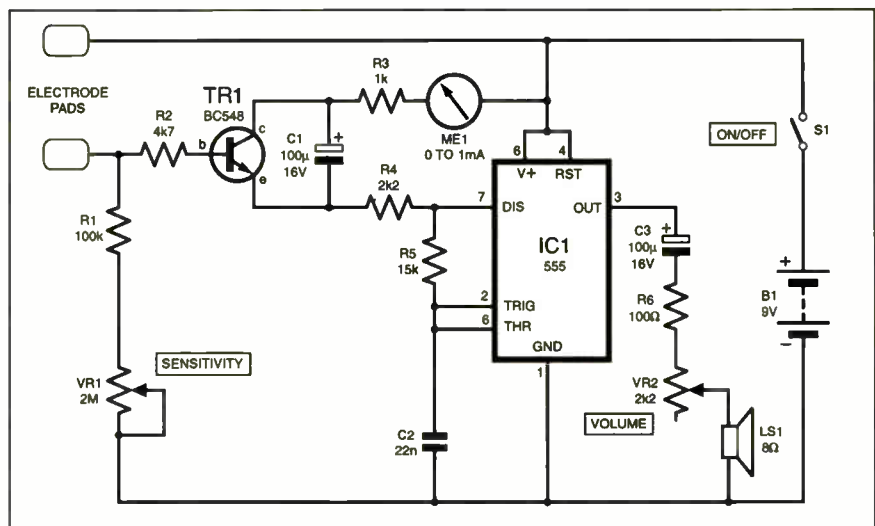 ELECTRODE
PADS
R2
4k7
TR1
BC548
b
c
e
C1
100µ
16V
+
R3
1k
ME1
0 TO 1mA
R4
2k2
R1
100k
R5
15k
VR1
2M
SENSITIVITY
C2
22n
6
4
V+
RST
7
DIS
OUT
3
IC1
555
2
TRIG
6
THR
GND
1
C3
100µ
16V
+
R6
100Ω
VR2
2k2
VOLUME
LS1
8Ω
ON/OFF
S1
+
B1
9V
−